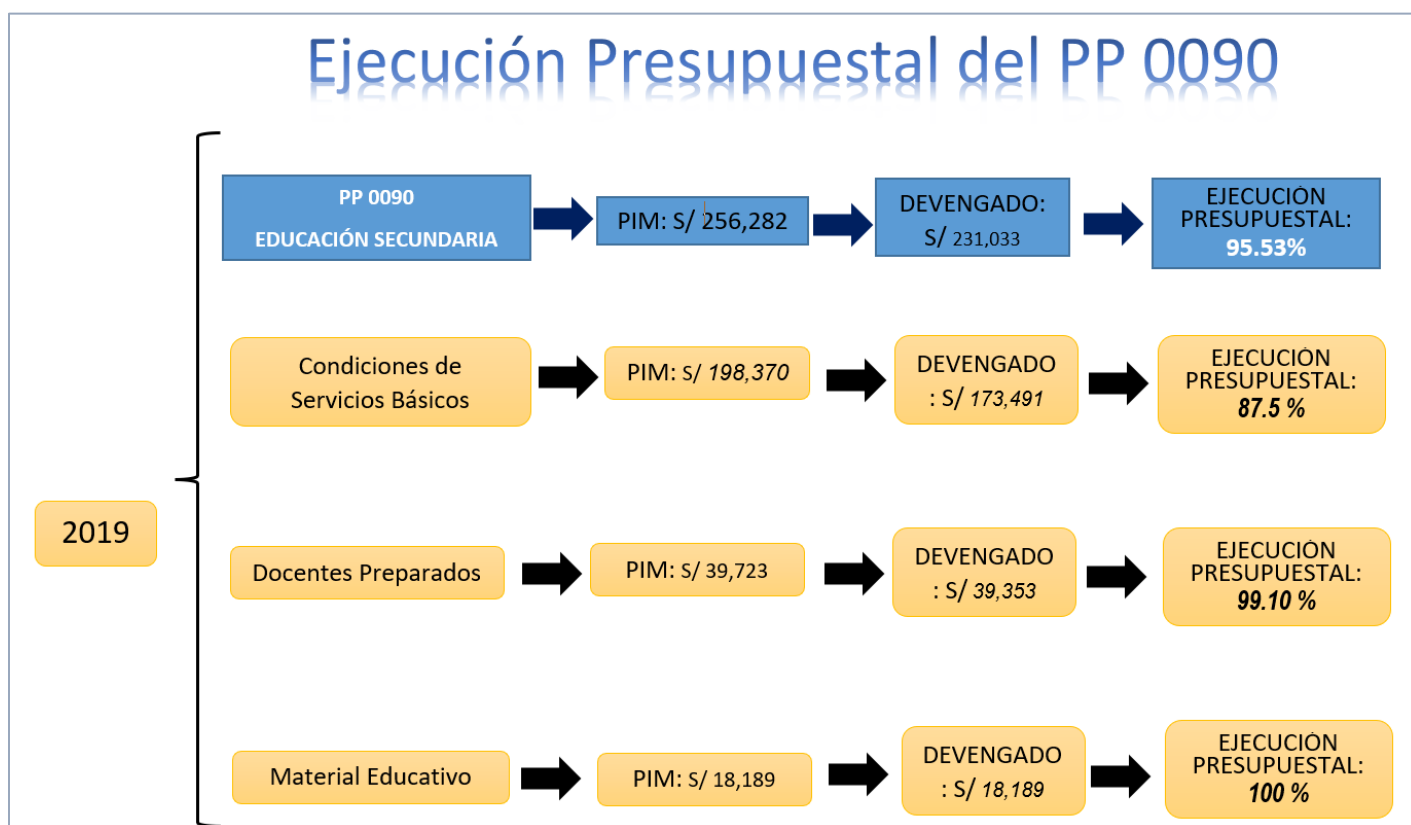 Ejecución Presupuestal del PP 0090
PP 0090
EDUCACIÓN SECUNDARIA
PIM: S/ 256,282
DEVENGADO:
S/ 231,033
EJECUCIÓN
PRESUPUESTAL:
95.53%
Condiciones de
Servicios Básicos
PIM: S/ 198,370
DEVENGADO
: S/ 173,491
EJECUCIÓN
PRESUPUESTAL:
87.5 %
2019
Docentes Preparados
PIM: S/ 39,723
DEVENGADO
: S/ 39,353
EJECUCIÓN
PRESUPUESTAL:
99.10 %
Material Educativo
PIM: S/ 18,189
DEVENGADO
: S/ 18,189
EJECUCIÓN
PRESUPUESTAL:
100 %